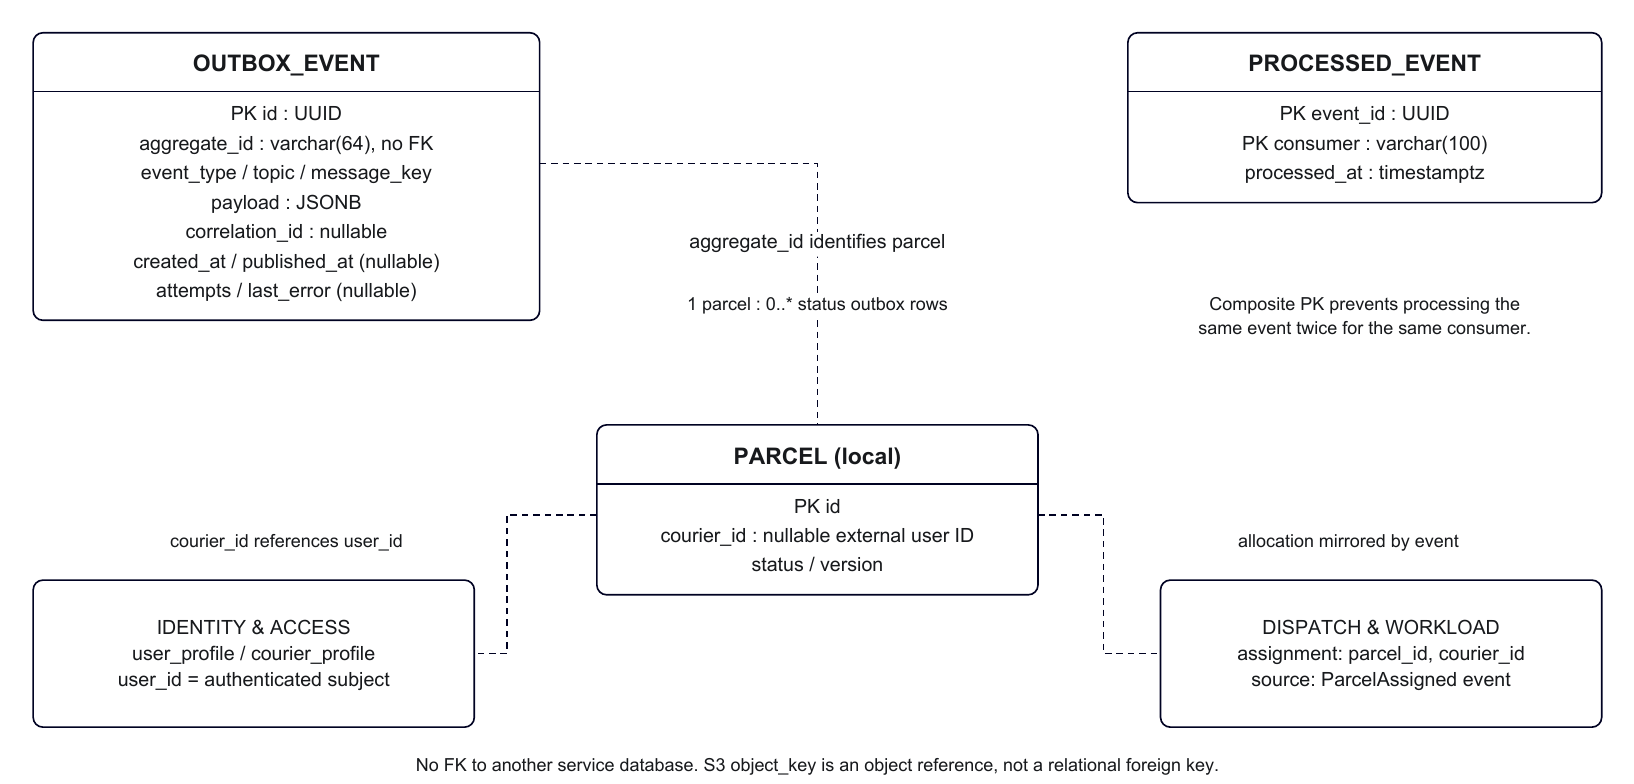 OUTBOX_EVENT
PK id : UUID
aggregate_id : varchar(64), no FK
event_type / topic / message_key
payload : JSONB
correlation_id : nullable
created_at / published_at (nullable)
attempts / last_error (nullable)
PROCESSED_EVENT
PK event_id : UUID
PK consumer : varchar(100)
processed_at : timestamptz
aggregate_id identifies parcel
1 parcel : 0..* status outbox rows
Composite PK prevents processing the
same event twice for the same consumer.
PARCEL (local)
PK id
courier_id : nullable external user ID
status / version
courier_id references user_id
allocation mirrored by event
IDENTITY & ACCESS
user_profile / courier_profile
user_id = authenticated subject
DISPATCH & WORKLOAD
assignment: parcel_id, courier_id
source: ParcelAssigned event
No FK to another service database. S3 object_key is an object reference, not a relational foreign key.